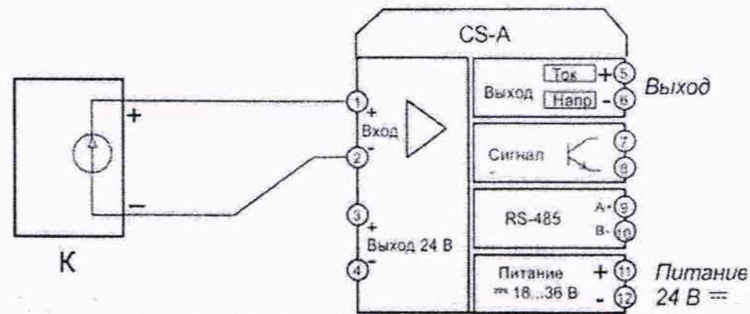 CS-A
К
+
–
1
+
Вход
2
-
3
+
Выход 24 В
4
-
Выход
Ток
+
5
Напр
-
6
Выход
Сигнал
7
8
RS-485
A+
9
B-
10
Питание
18...36 В
+
11
-
12
Питание
24 В